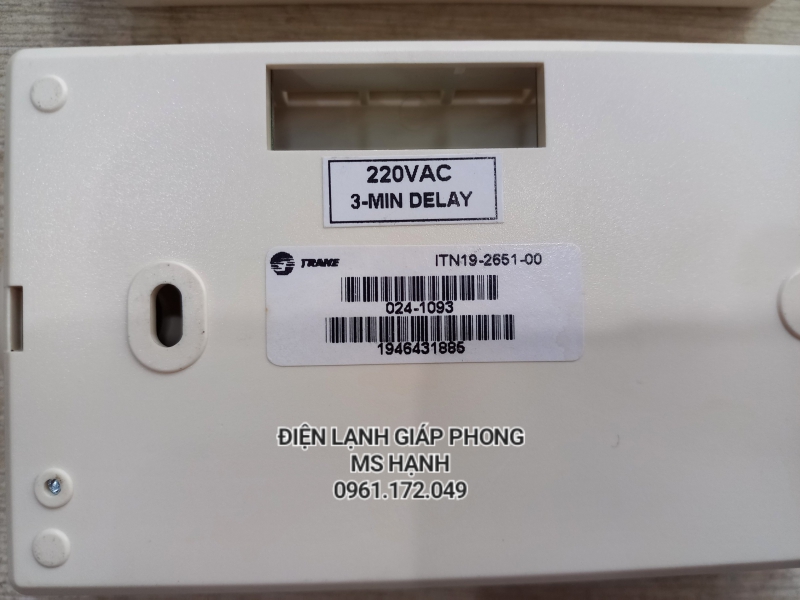 220VAC
3-MIN DELAY
TRANE ITN19-2651-00
024-1093
1946431885
ĐIỆN LẠNH GIÁP PHONG
MS HẠNH
0961.172.049